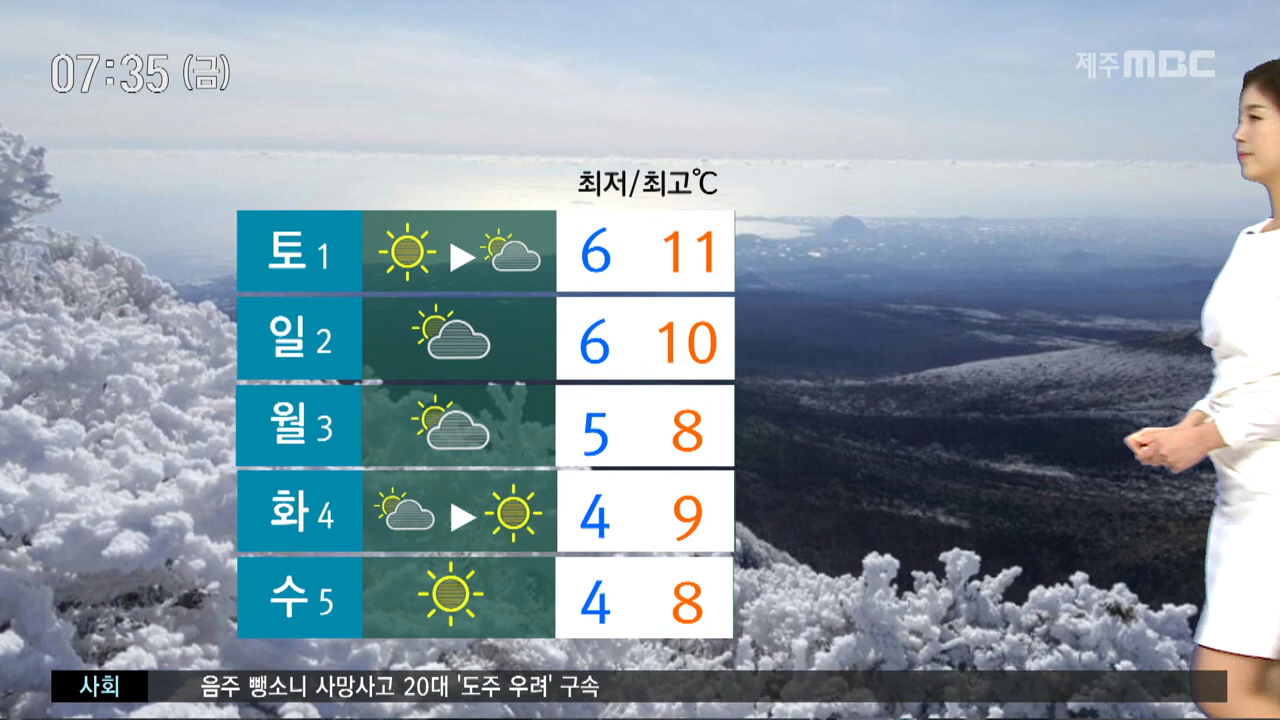 07:35 (금)
제주MBC
최저/최고℃
토 1 6 11
일 2 6 10
월 3 5 8
화 4 4 9
수 5 4 8
사회 음주 뺑소니 사망사고 20대 '도주 우려' 구속